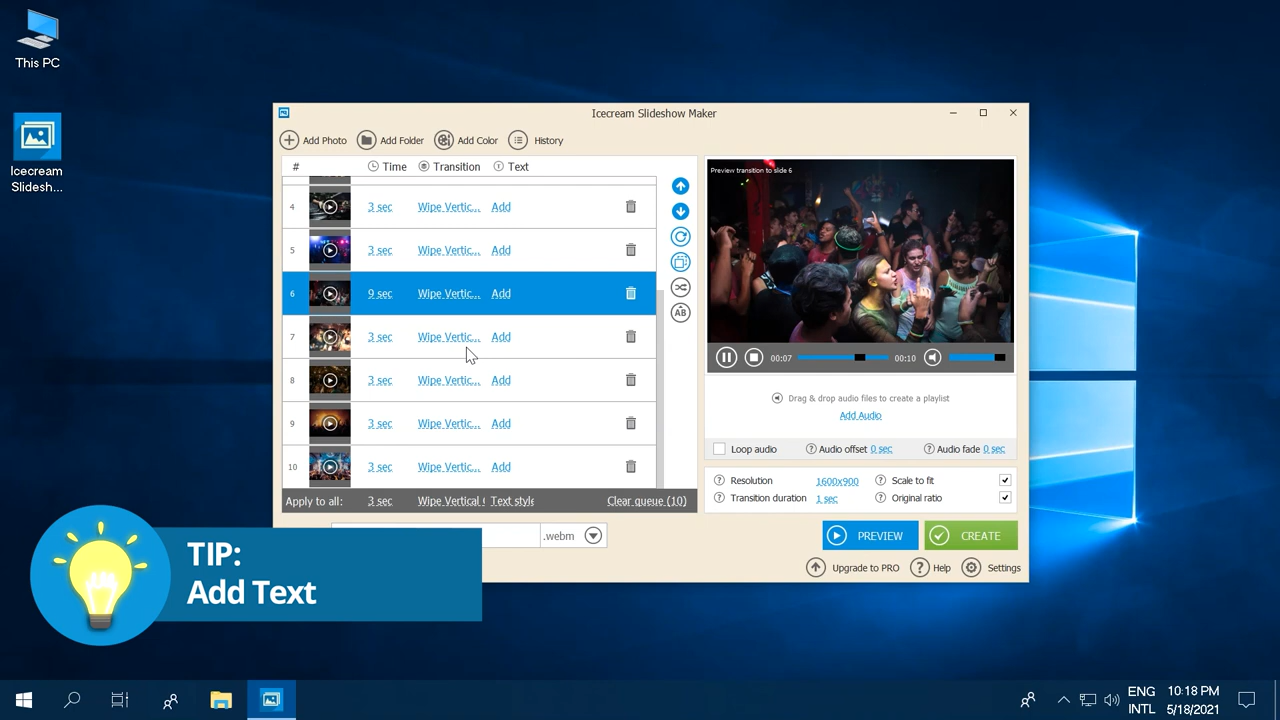 This PC
Icecream
Slidesh...
Icecream Slideshow Maker
Add Photo Add Folder Add Color History
# Time Transition Text
4 3 sec Wipe Vertic... Add
5 3 sec Wipe Vertic... Add
6 9 sec Wipe Vertic... Add
7 3 sec Wipe Vertic... Add
8 3 sec Wipe Vertic... Add
9 3 sec Wipe Vertic... Add
10 3 sec Wipe Vertic... Add
Apply to all: 3 sec Wipe Vertical Text style Clear queue (10)
AB
Preview transition to slide 6
00:07 00:10
Drag & drop audio files to create a playlist
Add Audio
Loop audio ? Audio offset 0 sec ? Audio fade 0 sec
? Resolution 1600x900 ? Scale to fit
? Transition duration 1 sec ? Original ratio
.webm
PREVIEW CREATE
Upgrade to PRO ? Help Settings
TIP:
Add Text
ENG
INTL
10:18 PM
5/18/2021